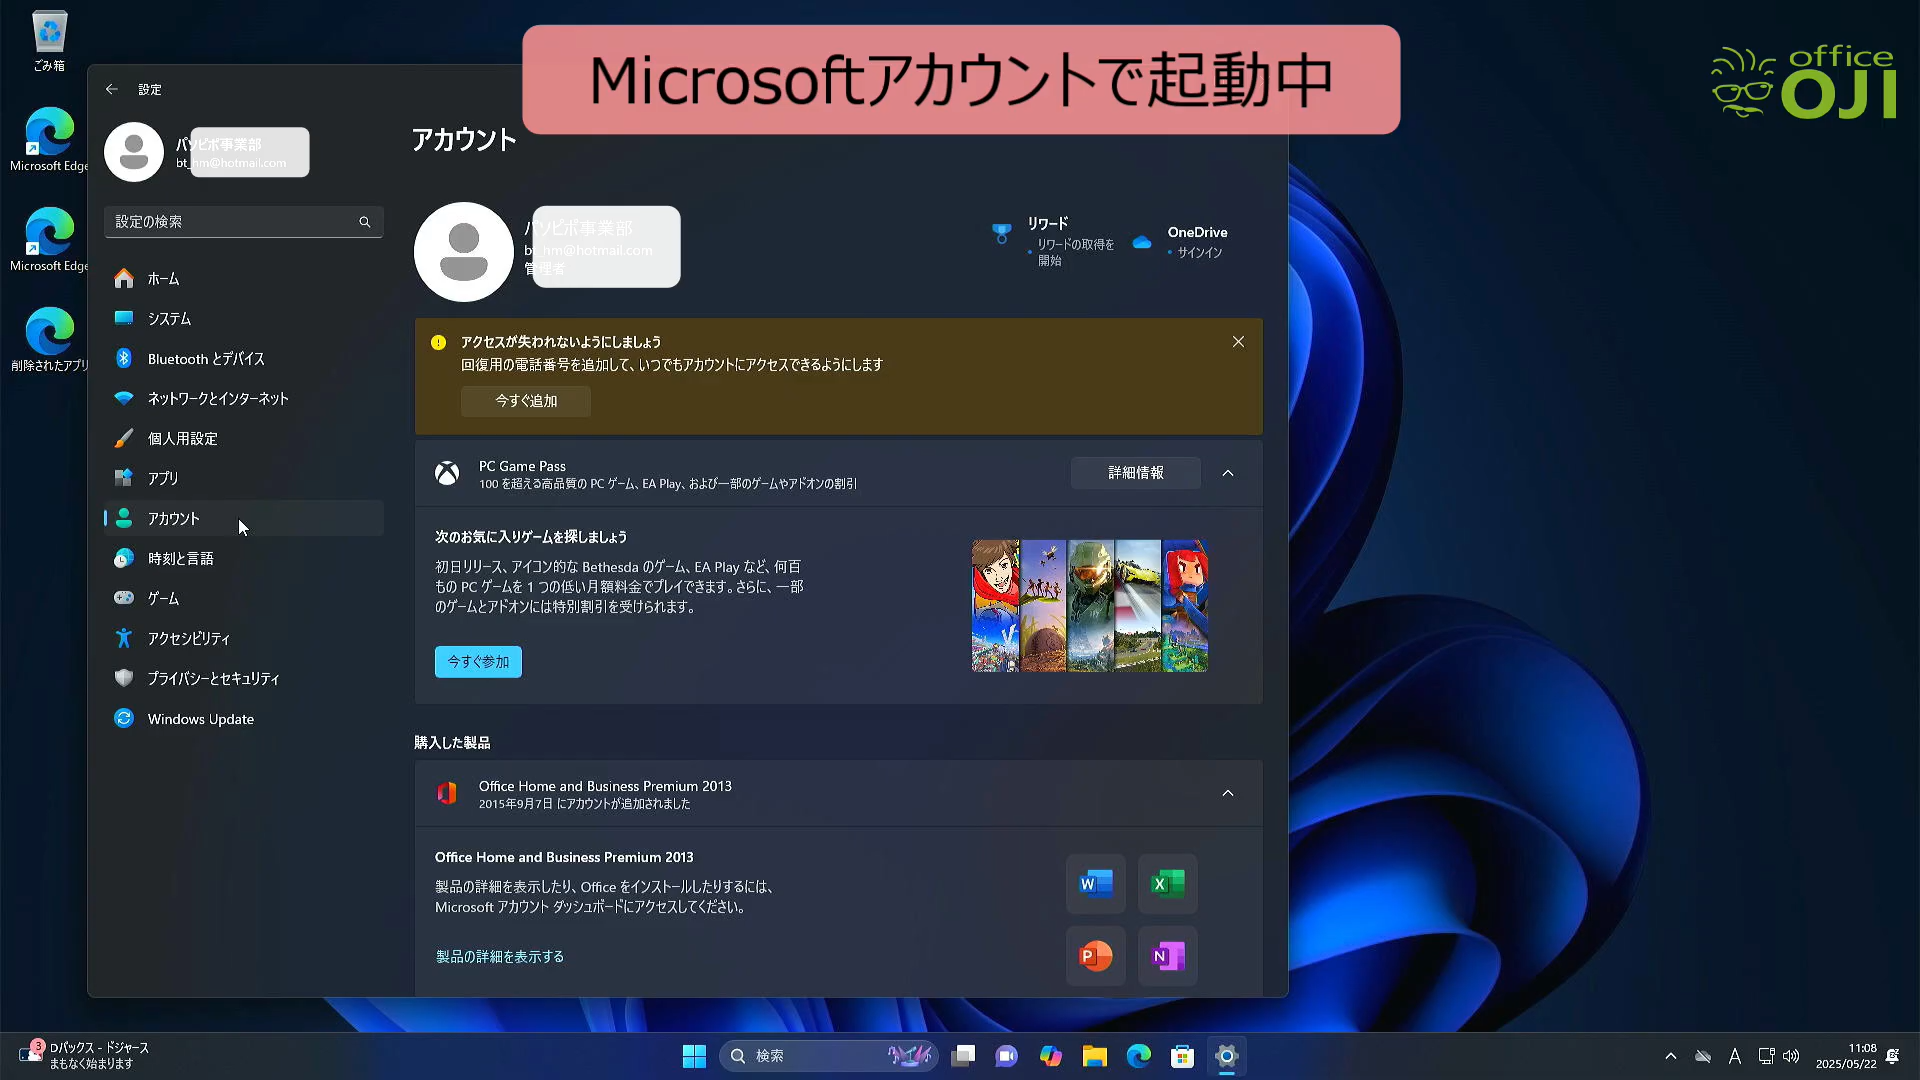 ごみ箱
Microsoft Edge
Microsoft Edge
削除されたアプリ
Microsoftアカウントで起動中
office
OJI
設定
パソピポ事業部
bt_hm@hotmail.com
設定の検索
ホーム
システム
Bluetooth とデバイス
ネットワークとインターネット
個人用設定
アプリ
アカウント
時刻と言語
ゲーム
アクセシビリティ
プライバシーとセキュリティ
Windows Update
アカウント
パソピポ事業部
bt_hm@hotmail.com
管理者
リワード
• リワードの取得を
開始
OneDrive
• サインイン
アクセスが失われないようにしましょう
回復用の電話番号を追加して、いつでもアカウントにアクセスできるようにします
今すぐ追加
PC Game Pass
100 を超える高品質の PC ゲーム、EA Play、および一部のゲームやアドオンの割引
詳細情報
次のお気に入りゲームを探しましょう
初日リリース、アイコン的な Bethesda のゲーム、EA Play など、何百
もの PC ゲームを 1 つの低い月額料金でプレイできます。さらに、一部
のゲームとアドオンには特別割引を受けられます。
今すぐ参加
購入した製品
Office Home and Business Premium 2013
2015年9月7日 にアカウントが追加されました
Office Home and Business Premium 2013
製品の詳細を表示したり、Office をインストールしたりするには、
Microsoft アカウント ダッシュボードにアクセスしてください。
製品の詳細を表示する
W
X
P
N
3
Dバックス - ドジャース
まもなく始まります
検索
A
11:08
2025/05/22